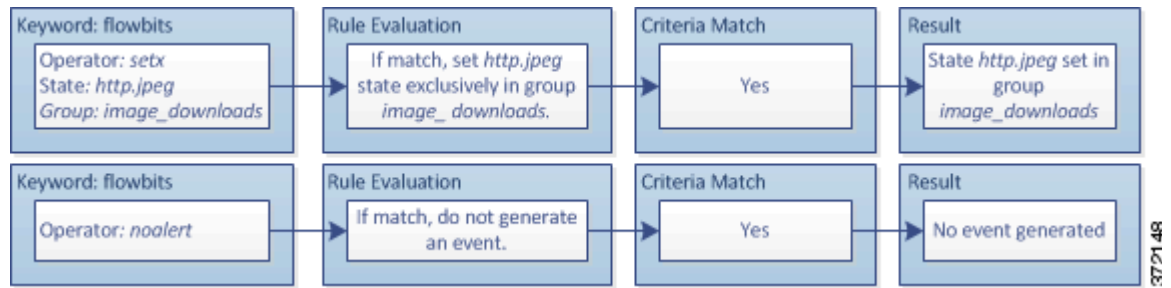 Keyword: flowbits
Operator: setx
State: http.jpeg
Group: image_downloads
Rule Evaluation
If match, set http.jpeg
state exclusively in group
image_ downloads.
Criteria Match
Yes
Result
State http.jpeg set in
group
image_downloads
Keyword: flowbits
Operator: noalert
Rule Evaluation
If match, do not generate
an event.
Criteria Match
Yes
Result
No event generated
372148